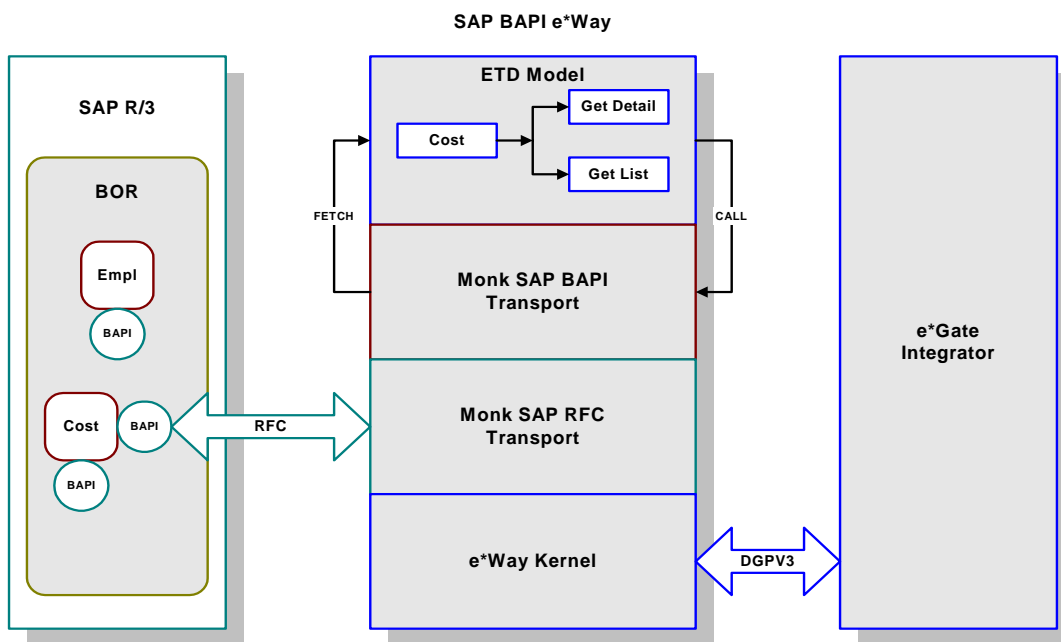 SAP BAPI e*Way
SAP R/3
BOR
Empl
BAPI
Cost
BAPI
BAPI
RFC
ETD Model
Cost
Get Detail
Get List
FETCH
CALL
Monk SAP BAPI
Transport
Monk SAP RFC
Transport
e*Way Kernel
DGPV3
e*Gate
Integrator